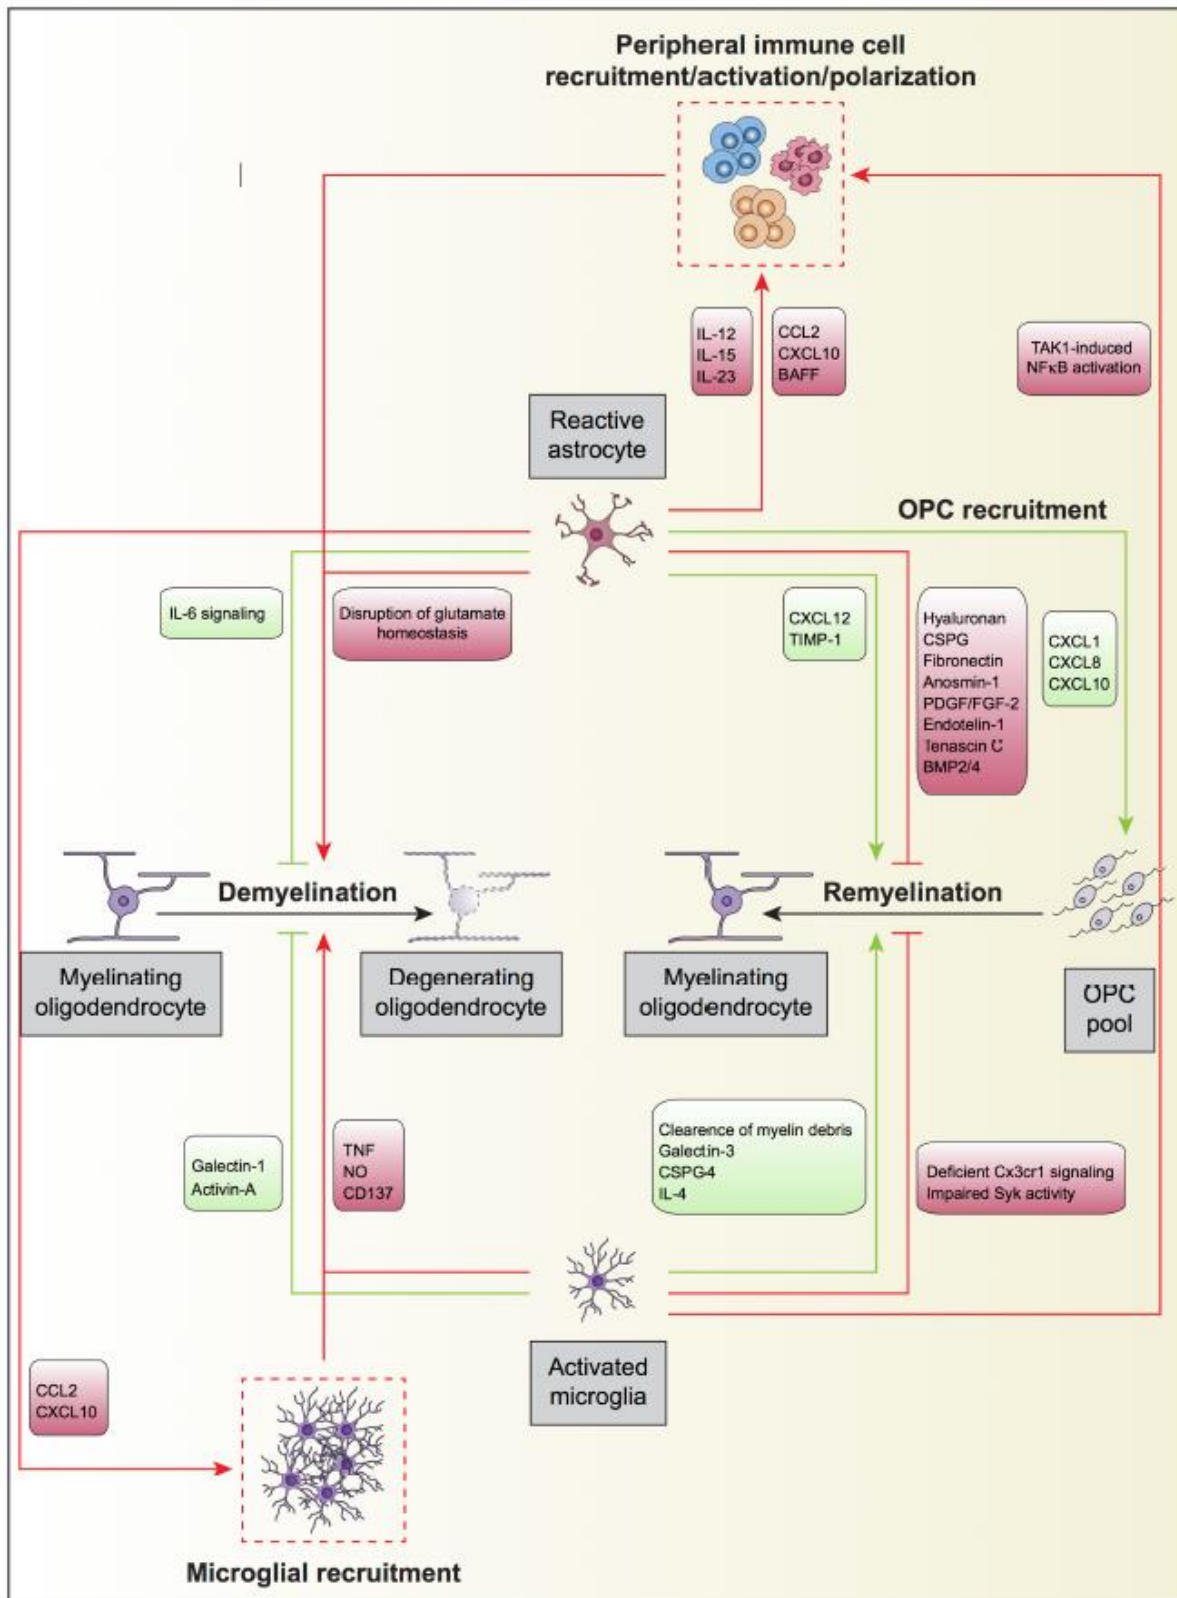 Peripheral immune cell
recruitment/activation/polarization
IL-12
IL-15
IL-23
CCL2
CXCL10
BAFF
TAK1-induced
NFκB activation
Reactive
astrocyte
OPC recruitment
IL-6 signaling
Disruption of glutamate
homeostasis
CXCL12
TIMP-1
Hyaluronan
CSPG
Fibronectin
Anosmin-1
PDGF/FGF-2
Endotelin-1
Tenascin C
BMP2/4
CXCL1
CXCL8
CXCL10
Demyelination
Remyelination
Myelinating
oligodendrocyte
Degenerating
oligodendrocyte
Myelinating
oligodendrocyte
OPC
pool
Galectin-1
Activin-A
TNF
NO
CD137
Clearence of myelin debris
Galectin-3
CSPG4
IL-4
Deficient Cx3cr1 signaling
Impaired Syk activity
Activated
microglia
CCL2
CXCL10
Microglial recruitment